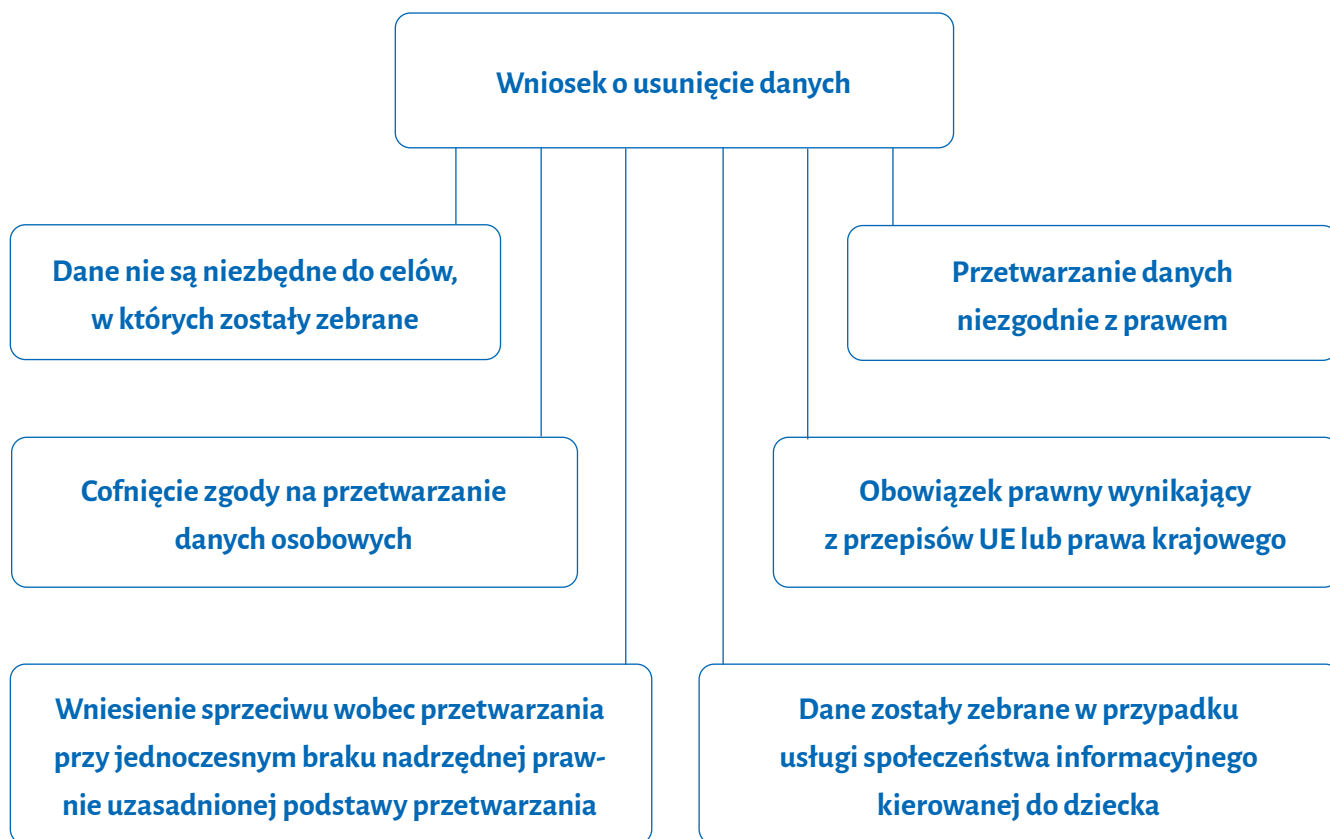 Wniosek o usunięcie danych
Dane nie są niezbędne do celów,
w których zostały zebrane
Przetwarzanie danych
niezgodnie z prawem
Cofnięcie zgody na przetwarzanie
danych osobowych
Obowiązek prawny wynikający
z przepisów UE lub prawa krajowego
Wniesienie sprzeciwu wobec przetwarzania
przy jednoczesnym braku nadrzędnej praw-
nie uzasadnionej podstawy przetwarzania
Dane zostały zebrane w przypadku
usługi społeczeństwa informacyjnego
kierowanej do dziecka